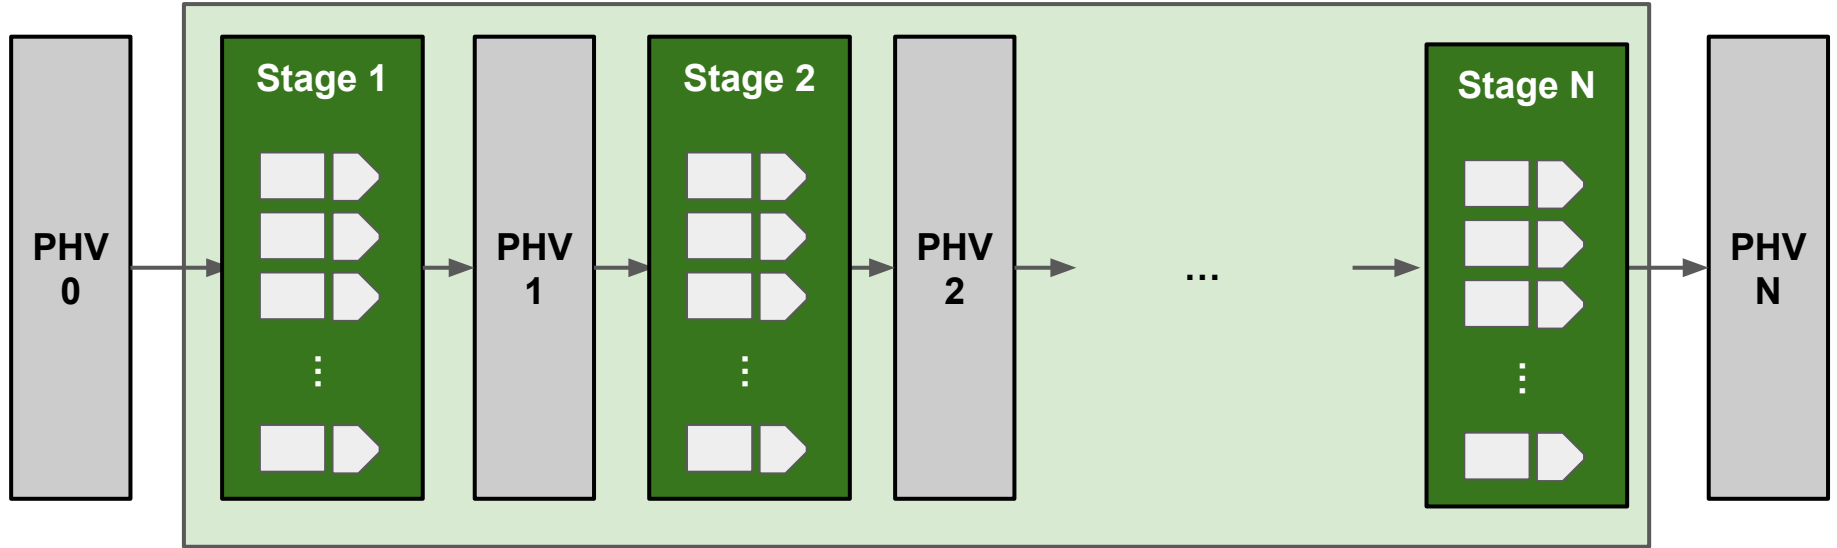 PHV
0
Stage 1
⋮
PHV
1
Stage 2
⋮
PHV
2
...
Stage N
⋮
PHV
N